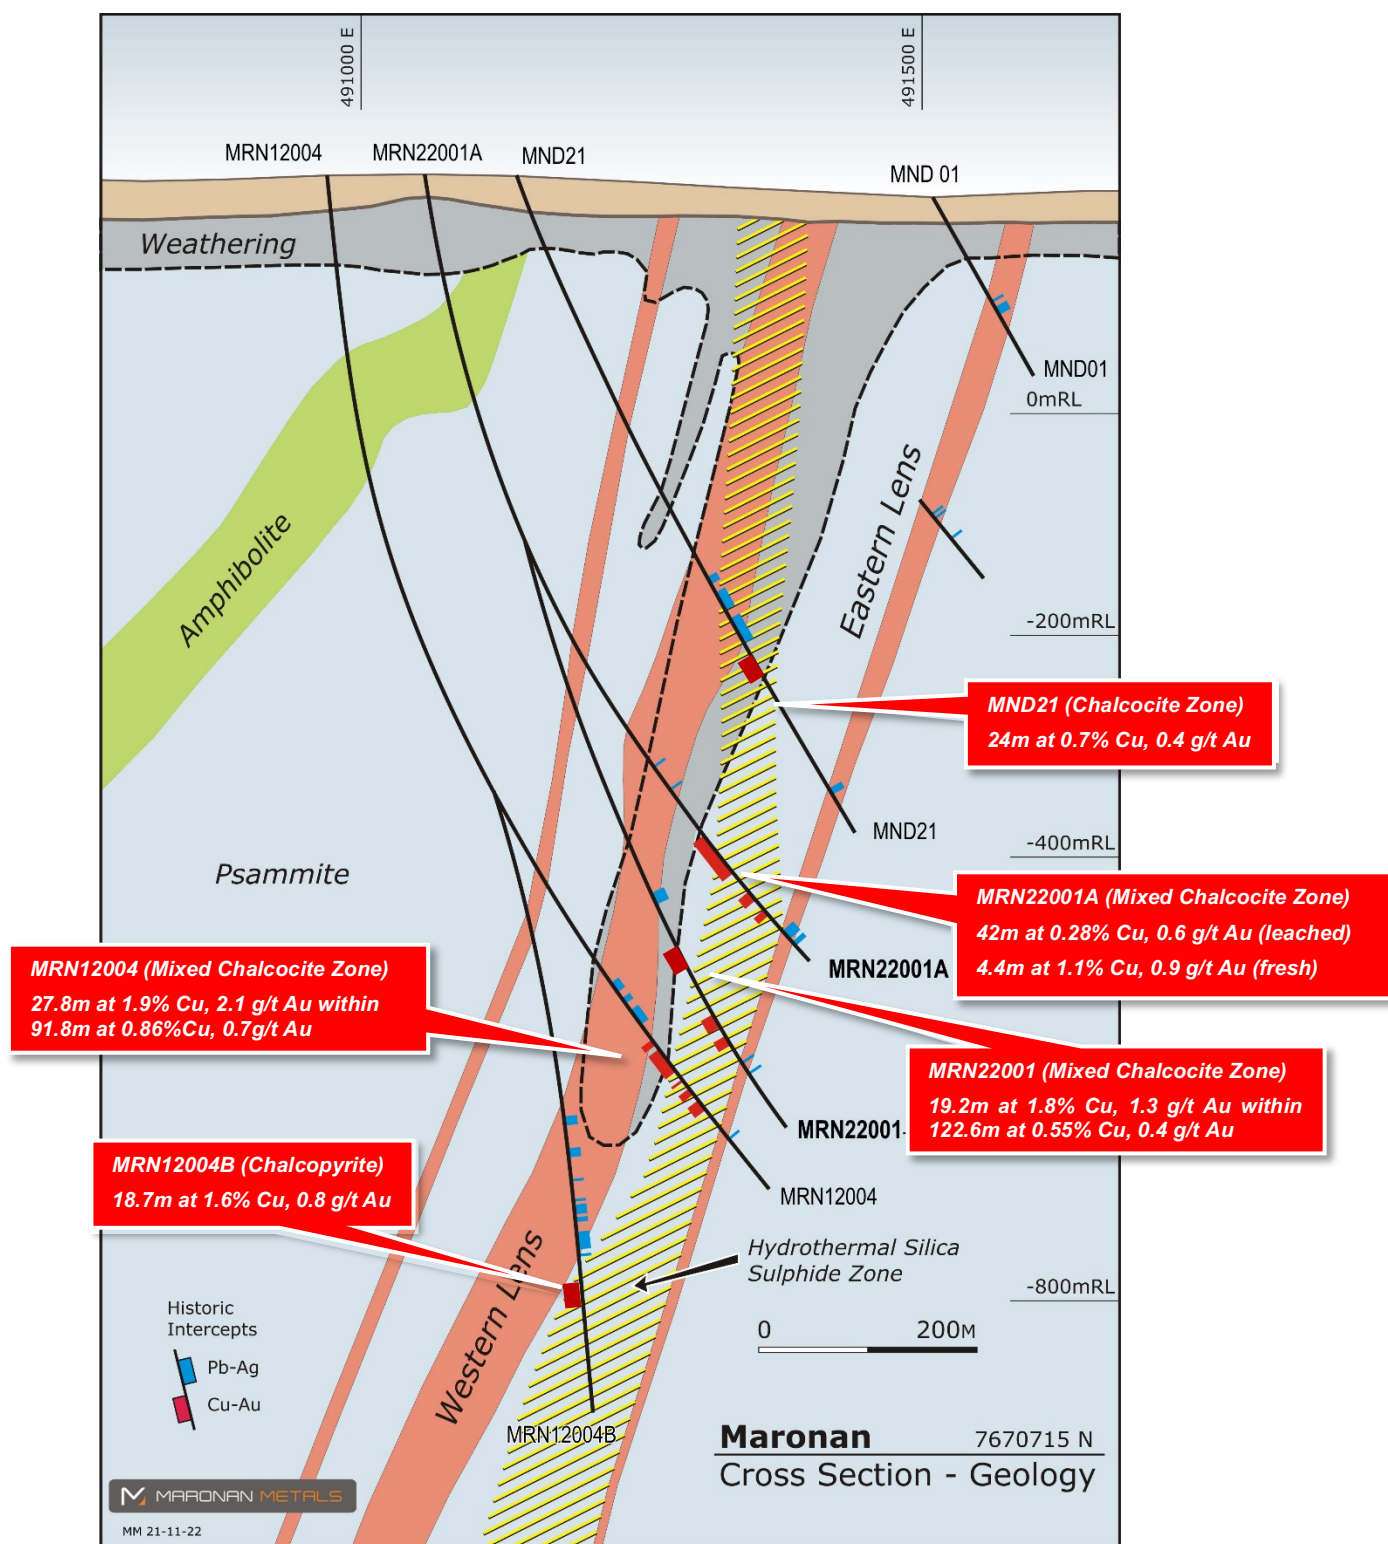 491000 E
491500 E
MRN12004
MRN22001A
MND21
MND 01
Weathering
MND01
0mRL
Amphibolite
Eastern Lens
-200mRL
MND21 (Chalcocite Zone)
24m at 0.7% Cu, 0.4 g/t Au
MND21
-400mRL
Psammite
MRN22001A (Mixed Chalcocite Zone)
42m at 0.28% Cu, 0.6 g/t Au (leached)
4.4m at 1.1% Cu, 0.9 g/t Au (fresh)
MRN22001A
MRN12004 (Mixed Chalcocite Zone)
27.8m at 1.9% Cu, 2.1 g/t Au within
91.8m at 0.86%Cu, 0.7g/t Au
MRN22001 (Mixed Chalcocite Zone)
19.2m at 1.8% Cu, 1.3 g/t Au within
122.6m at 0.55% Cu, 0.4 g/t Au
MRN22001
MRN12004B (Chalcopyrite)
18.7m at 1.6% Cu, 0.8 g/t Au
MRN12004
Hydrothermal Silica
Sulphide Zone
-800mRL
Western Lens
Historic
Intercepts
Pb-Ag
Cu-Au
0 200M
MRN12004B
Maronan 7670715 N
Cross Section - Geology
MARONAN METALS
MM 21-11-22